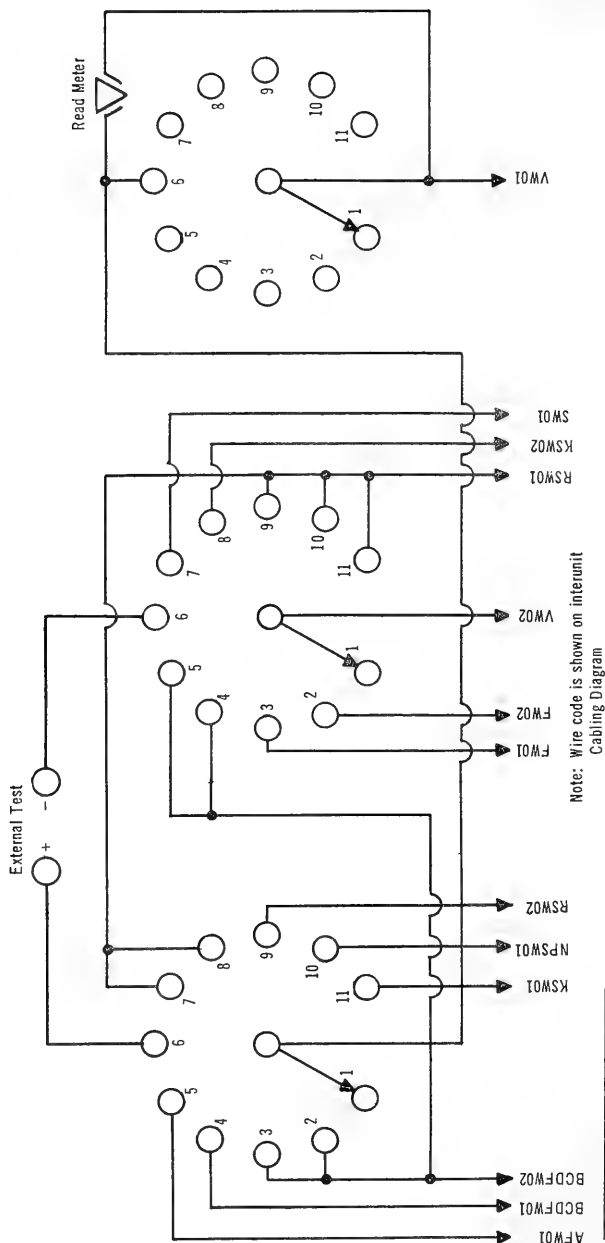 External Test
+ -
Read Meter
5
6
7
8
4
9
3
10
2
11
1
5
6
7
8
4
9
3
10
2
11
1
5
6
7
8
4
9
3
10
2
11
1
AFW01
BCDFW01
BCDFW02
KSW01
NPSW01
RSW02
FW01
FW02
VW02
RSW01
KSW02
SW01
VW01
Note: Wire code is shown on interunit
Cabling Diagram